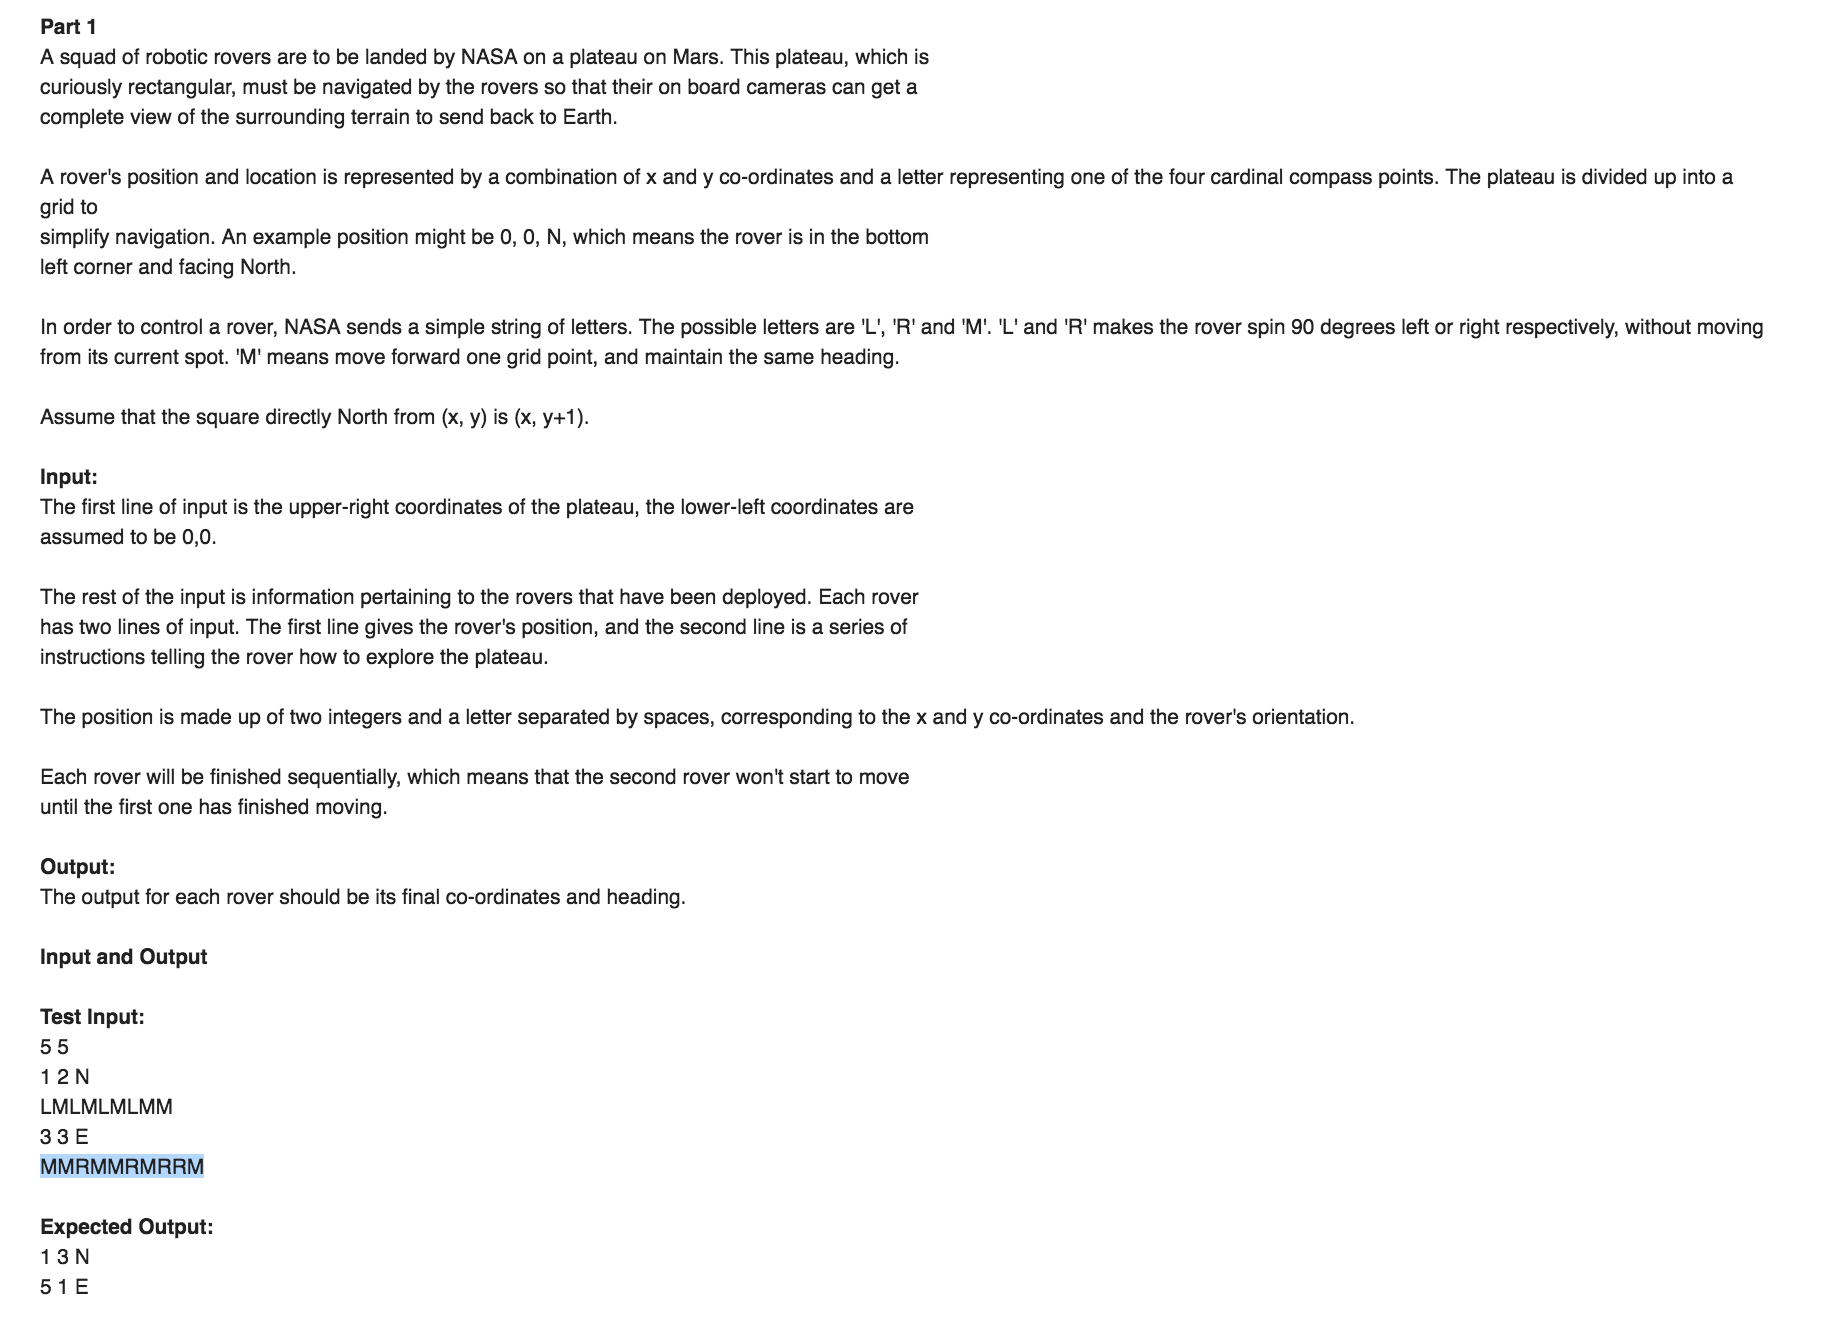 Part 1
A squad of robotic rovers are to be landed by NASA on a plateau on Mars. This plateau, which is
curiously rectangular, must be navigated by the rovers so that their on board cameras can get a
complete view of the surrounding terrain to send back to Earth.
A rover's position and location is represented by a combination of x and y co-ordinates and a letter representing one of the four cardinal compass points. The plateau is divided up into a
grid to
simplify navigation. An example position might be 0, 0, N, which means the rover is in the bottom
left corner and facing North.
In order to control a rover, NASA sends a simple string of letters. The possible letters are 'L', 'R' and 'M'. 'L' and 'R' makes the rover spin 90 degrees left or right respectively, without moving
from its current spot. 'M' means move forward one grid point, and maintain the same heading.
Assume that the square directly North from (x, y) is (x, y+1).
Input:
The first line of input is the upper-right coordinates of the plateau, the lower-left coordinates are
assumed to be 0,0.
The rest of the input is information pertaining to the rovers that have been deployed. Each rover
has two lines of input. The first line gives the rover's position, and the second line is a series of
instructions telling the rover how to explore the plateau.
The position is made up of two integers and a letter separated by spaces, corresponding to the x and y co-ordinates and the rover's orientation.
Each rover will be finished sequentially, which means that the second rover won't start to move
until the first one has finished moving.
Output:
The output for each rover should be its final co-ordinates and heading.
Input and Output
Test Input:
5 5
1 2 N
LMLMLMLMM
3 3 E
MMRMMRMRRM
Expected Output:
1 3 N
5 1 E